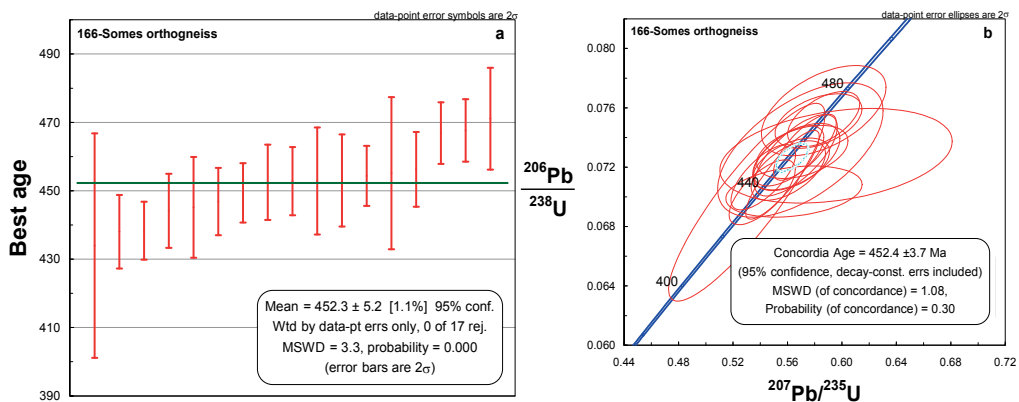 data-point error symbols are 2σ
166-Somes orthogneiss
a
490
470
450
430
410
390
Best age
Mean = 452.3 ± 5.2 [1.1%] 95% conf.
Wtd by data-pt errs only, 0 of 17 rej.
MSWD = 3.3, probability = 0.000
(error bars are 2σ)
data-point error ellipses are 2σ
166-Somes orthogneiss
b
0.080
0.076
0.072
0.068
0.064
0.060
206Pb
238U
480
440
400
Concordia Age = 452.4 ±3.7 Ma
(95% confidence, decay-const. errs included)
MSWD (of concordance) = 1.08,
Probability (of concordance) = 0.30
0.44 0.48 0.52 0.56 0.60 0.64 0.68 0.72
207Pb/235U